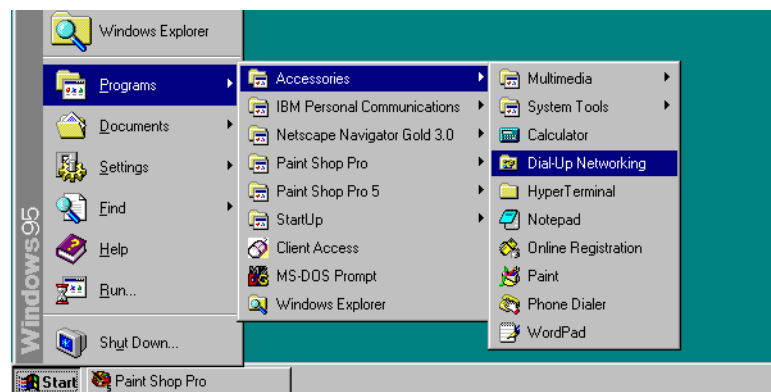 Windows Explorer
Programs
Documents
Settings
Find
Help
Run...
Shut Down...
Windows95
Accessories
IBM Personal Communications
Netscape Navigator Gold 3.0
Paint Shop Pro
Paint Shop Pro 5
StartUp
Client Access
MS-DOS Prompt
Windows Explorer
Multimedia
System Tools
Calculator
Dial-Up Networking
HyperTerminal
Notepad
Online Registration
Paint
Phone Dialer
WordPad
Start
Paint Shop Pro